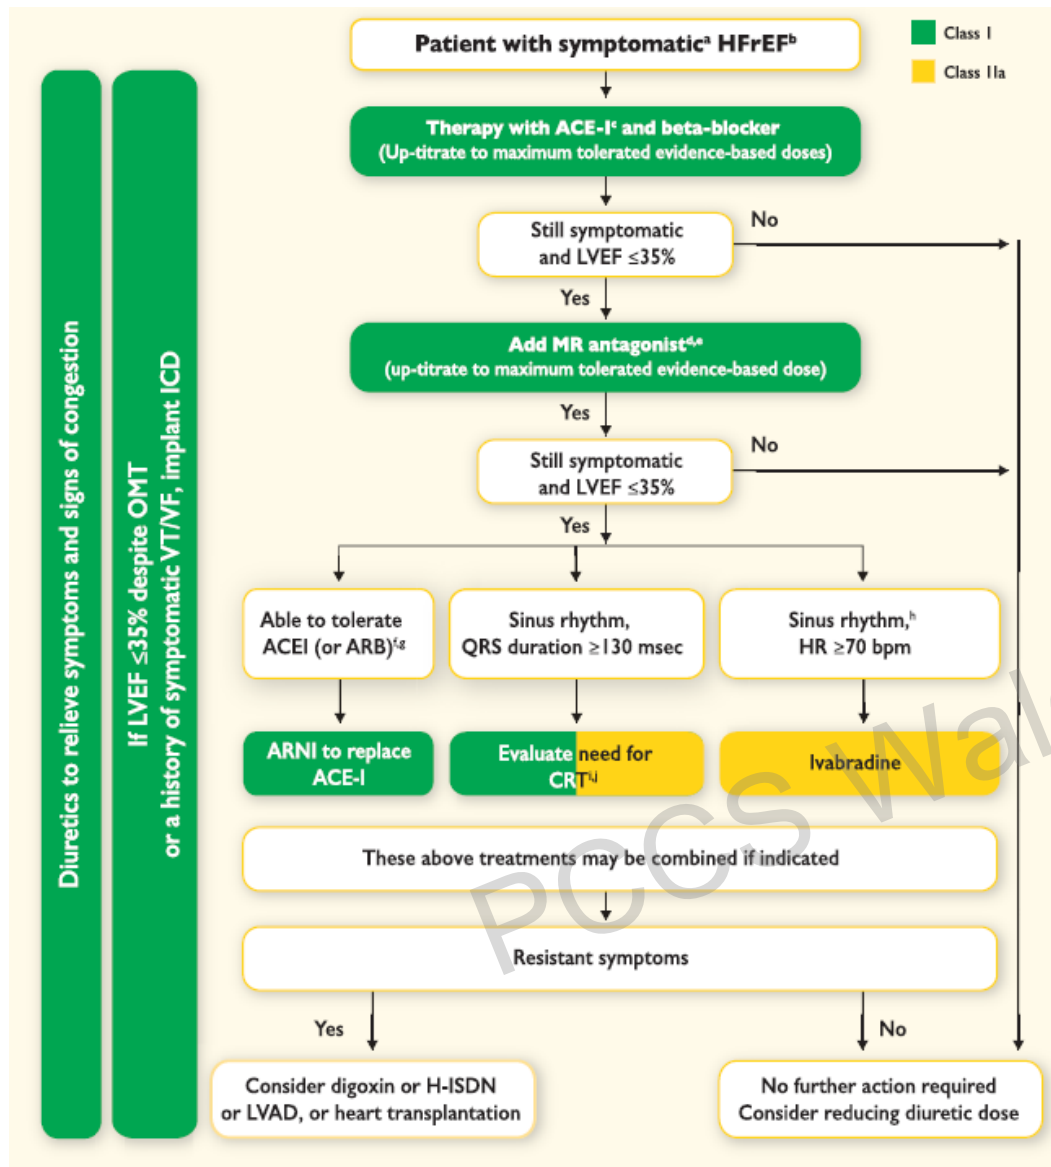 Patient with symptomaticᵃ HFrEFᵇ
Class I
Class IIa
Therapy with ACE-Iᶜ and beta-blocker
(Up-titrate to maximum tolerated evidence-based doses)
Still symptomatic
and LVEF ≤35%
No
Yes
Add MR antagonistᵈ,ᵉ
(up-titrate to maximum tolerated evidence-based dose)
Yes
Still symptomatic
and LVEF ≤35%
No
Yes
Able to tolerate
ACEI (or ARB)ᶠ,ᵍ
Sinus rhythm,
QRS duration ≥130 msec
Sinus rhythm,ʰ
HR ≥70 bpm
ARNI to replace
ACE-I
Evaluate need for
CRTⁱ,ʲ
Ivabradine
These above treatments may be combined if indicated
Resistant symptoms
Yes
No
Consider digoxin or H-ISDN
or LVAD, or heart transplantation
No further action required
Consider reducing diuretic dose
Diuretics to relieve symptoms and signs of congestion
If LVEF ≤35% despite OMT
or a history of symptomatic VT/VF, implant ICD
PCCS Wal